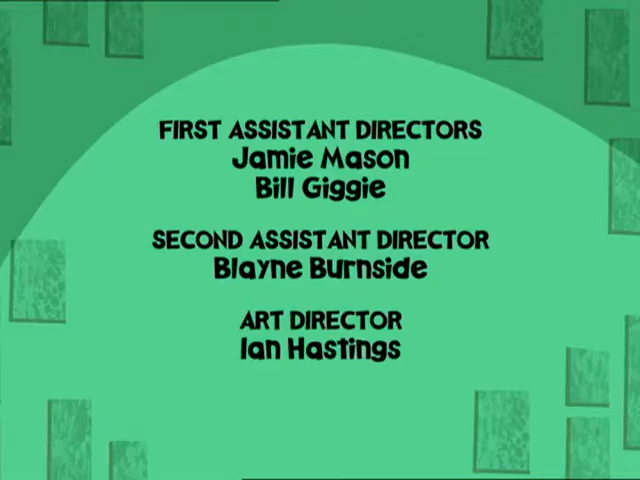 FIRST ASSISTANT DIRECTORS
Jamie Mason
Bill Giggie
SECOND ASSISTANT DIRECTOR
Blayne Burnside
ART DIRECTOR
Ian Hastings